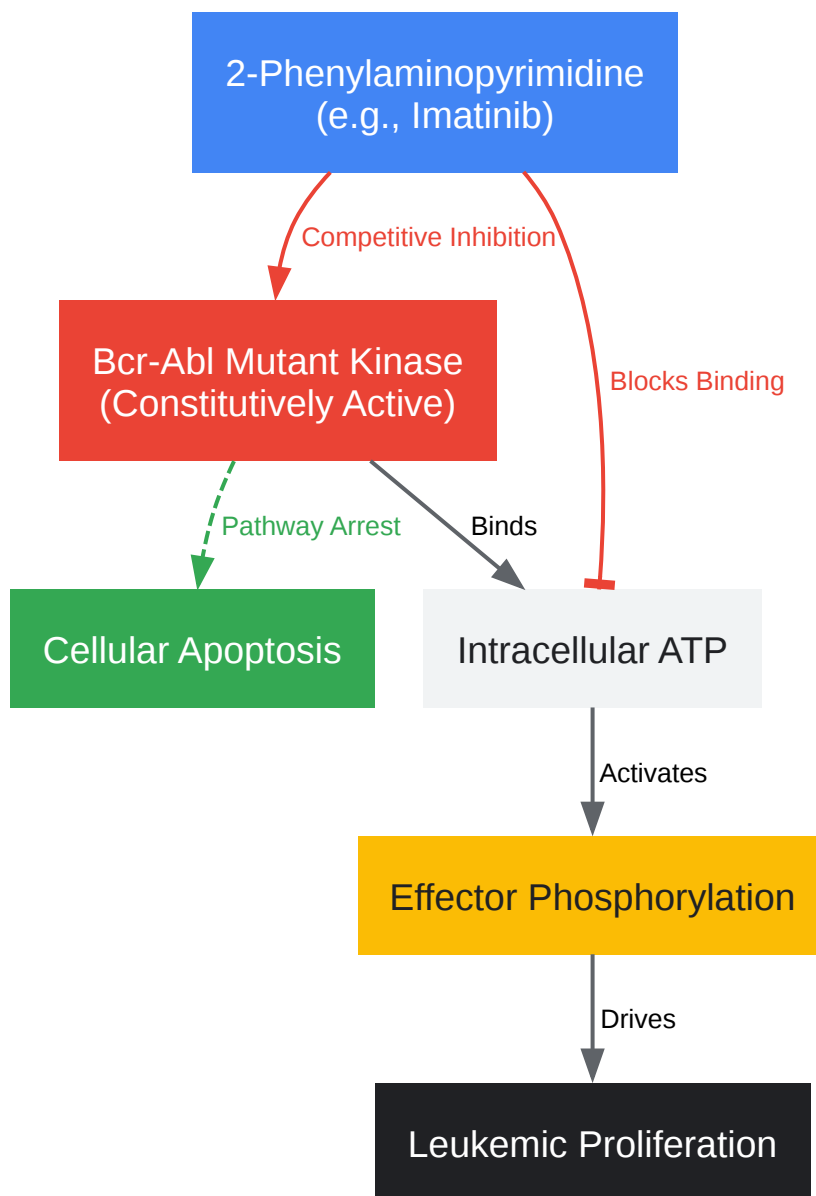 2-Phenylaminopyrimidine
(e.g., Imatinib)
Competitive Inhibition
Bcr-Abl Mutant Kinase
(Constitutively Active)
Blocks Binding
Pathway Arrest
Binds
Cellular Apoptosis
Intracellular ATP
Activates
Effector Phosphorylation
Drives
Leukemic Proliferation